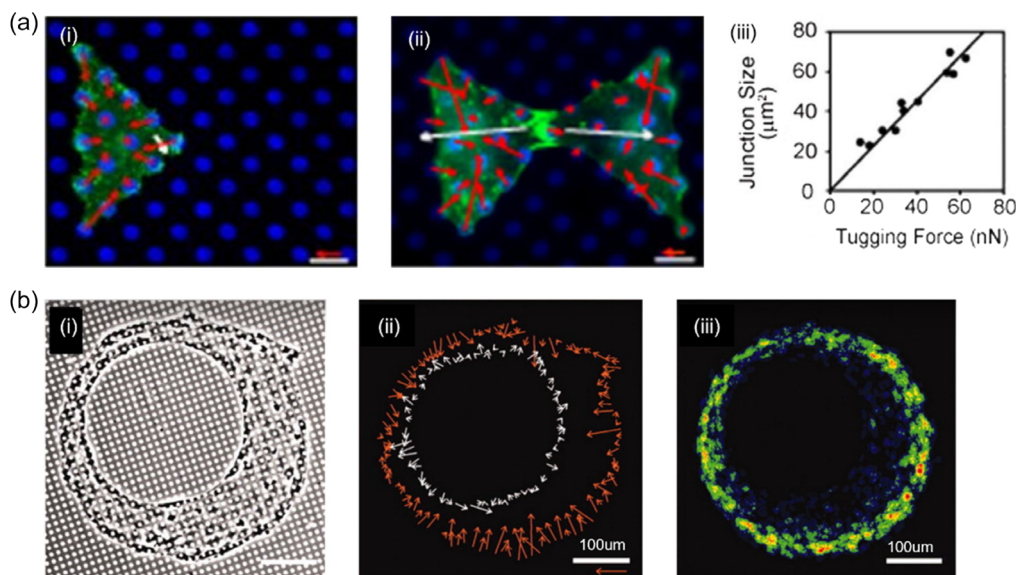 (a)
(i)
(ii)
(iii)
80
60
40
20
0
0 20 40 60 80
Junction Size
(μm²)
Tugging Force (nN)
(b)
(i)
(ii)
100um
(iii)
100um